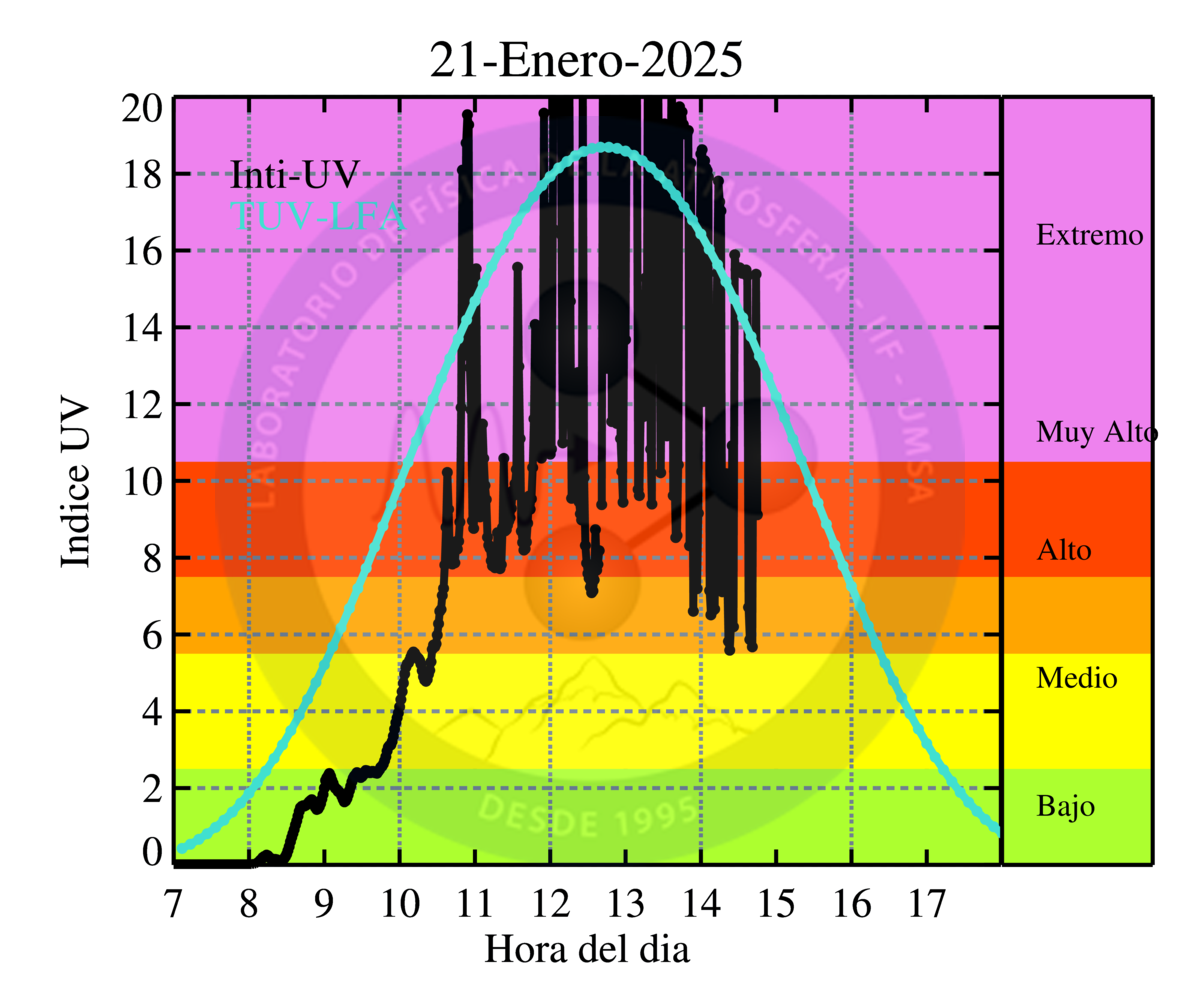 21-Enero-2025
Inti-UV
TUV-LFA
LABORATORIO DE FÍSICA DE LA ATMÓSFERA - IIF - UMSA
DESDE 1995
Indice UV
20
18
16
14
12
10
8
6
4
2
0
Extremo
Muy Alto
Alto
Medio
Bajo
7 8 9 10 11 12 13 14 15 16 17
Hora del dia